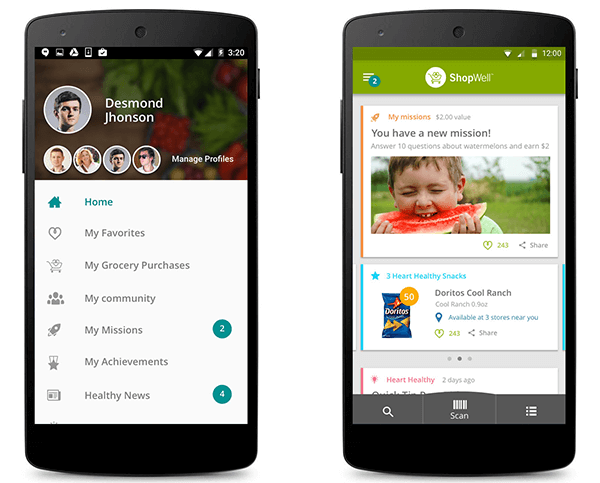 3:20
Desmond
Jhonson
Manage Profiles
Home
My Favorites
My Grocery Purchases
My community
My Missions
2
My Achievements
Healthy News
4
12:00
2
ShopWell
My missions $2.00 value
You have a new mission!
Answer 10 questions about watermelons and earn $2
243 Share
3 Heart Healthy Snacks
50
Doritos
Doritos Cool Ranch
Cool Ranch 0.9oz
Available at 3 stores near you
243 Share
Heart Healthy 2 days ago
Scan